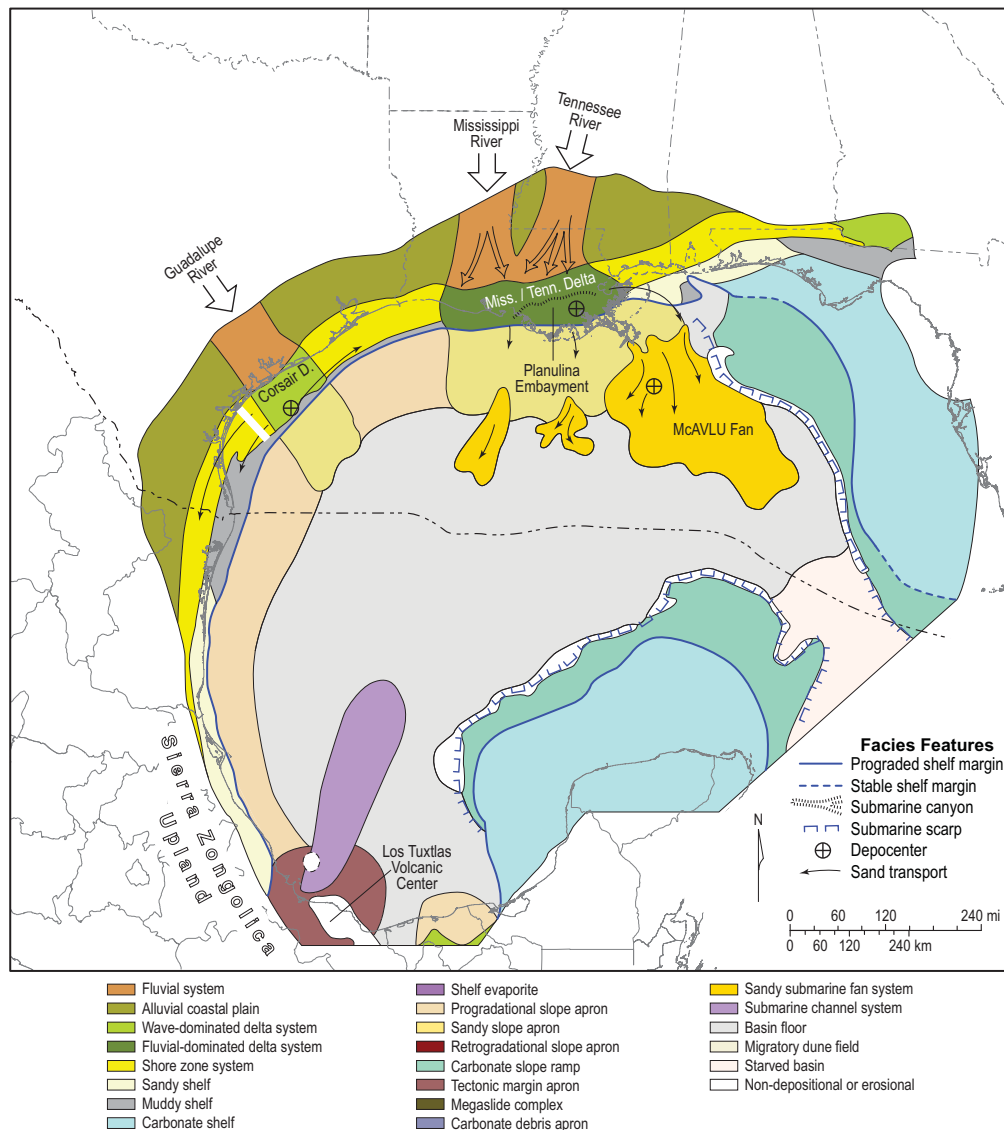 Tennessee
River
Mississippi
River
Guadalupe
River
Miss. / Tenn. Delta
Corsair D.
Planulina
Embayment
McAVLU Fan
Sierra Zongolica
Upland
Los Tuxtlas
Volcanic
Center
Facies Features
Prograded shelf margin
Stable shelf margin
Submarine canyon
Submarine scarp
Depocenter
Sand transport
N
0 60 120 240 mi
0 60 120 240 km
Fluvial system
Alluvial coastal plain
Wave-dominated delta system
Fluvial-dominated delta system
Shore zone system
Sandy shelf
Muddy shelf
Carbonate shelf
Shelf evaporite
Progradational slope apron
Sandy slope apron
Retrogradational slope apron
Carbonate slope ramp
Tectonic margin apron
Megaslide complex
Carbonate debris apron
Sandy submarine fan system
Submarine channel system
Basin floor
Migratory dune field
Starved basin
Non-depositional or erosional